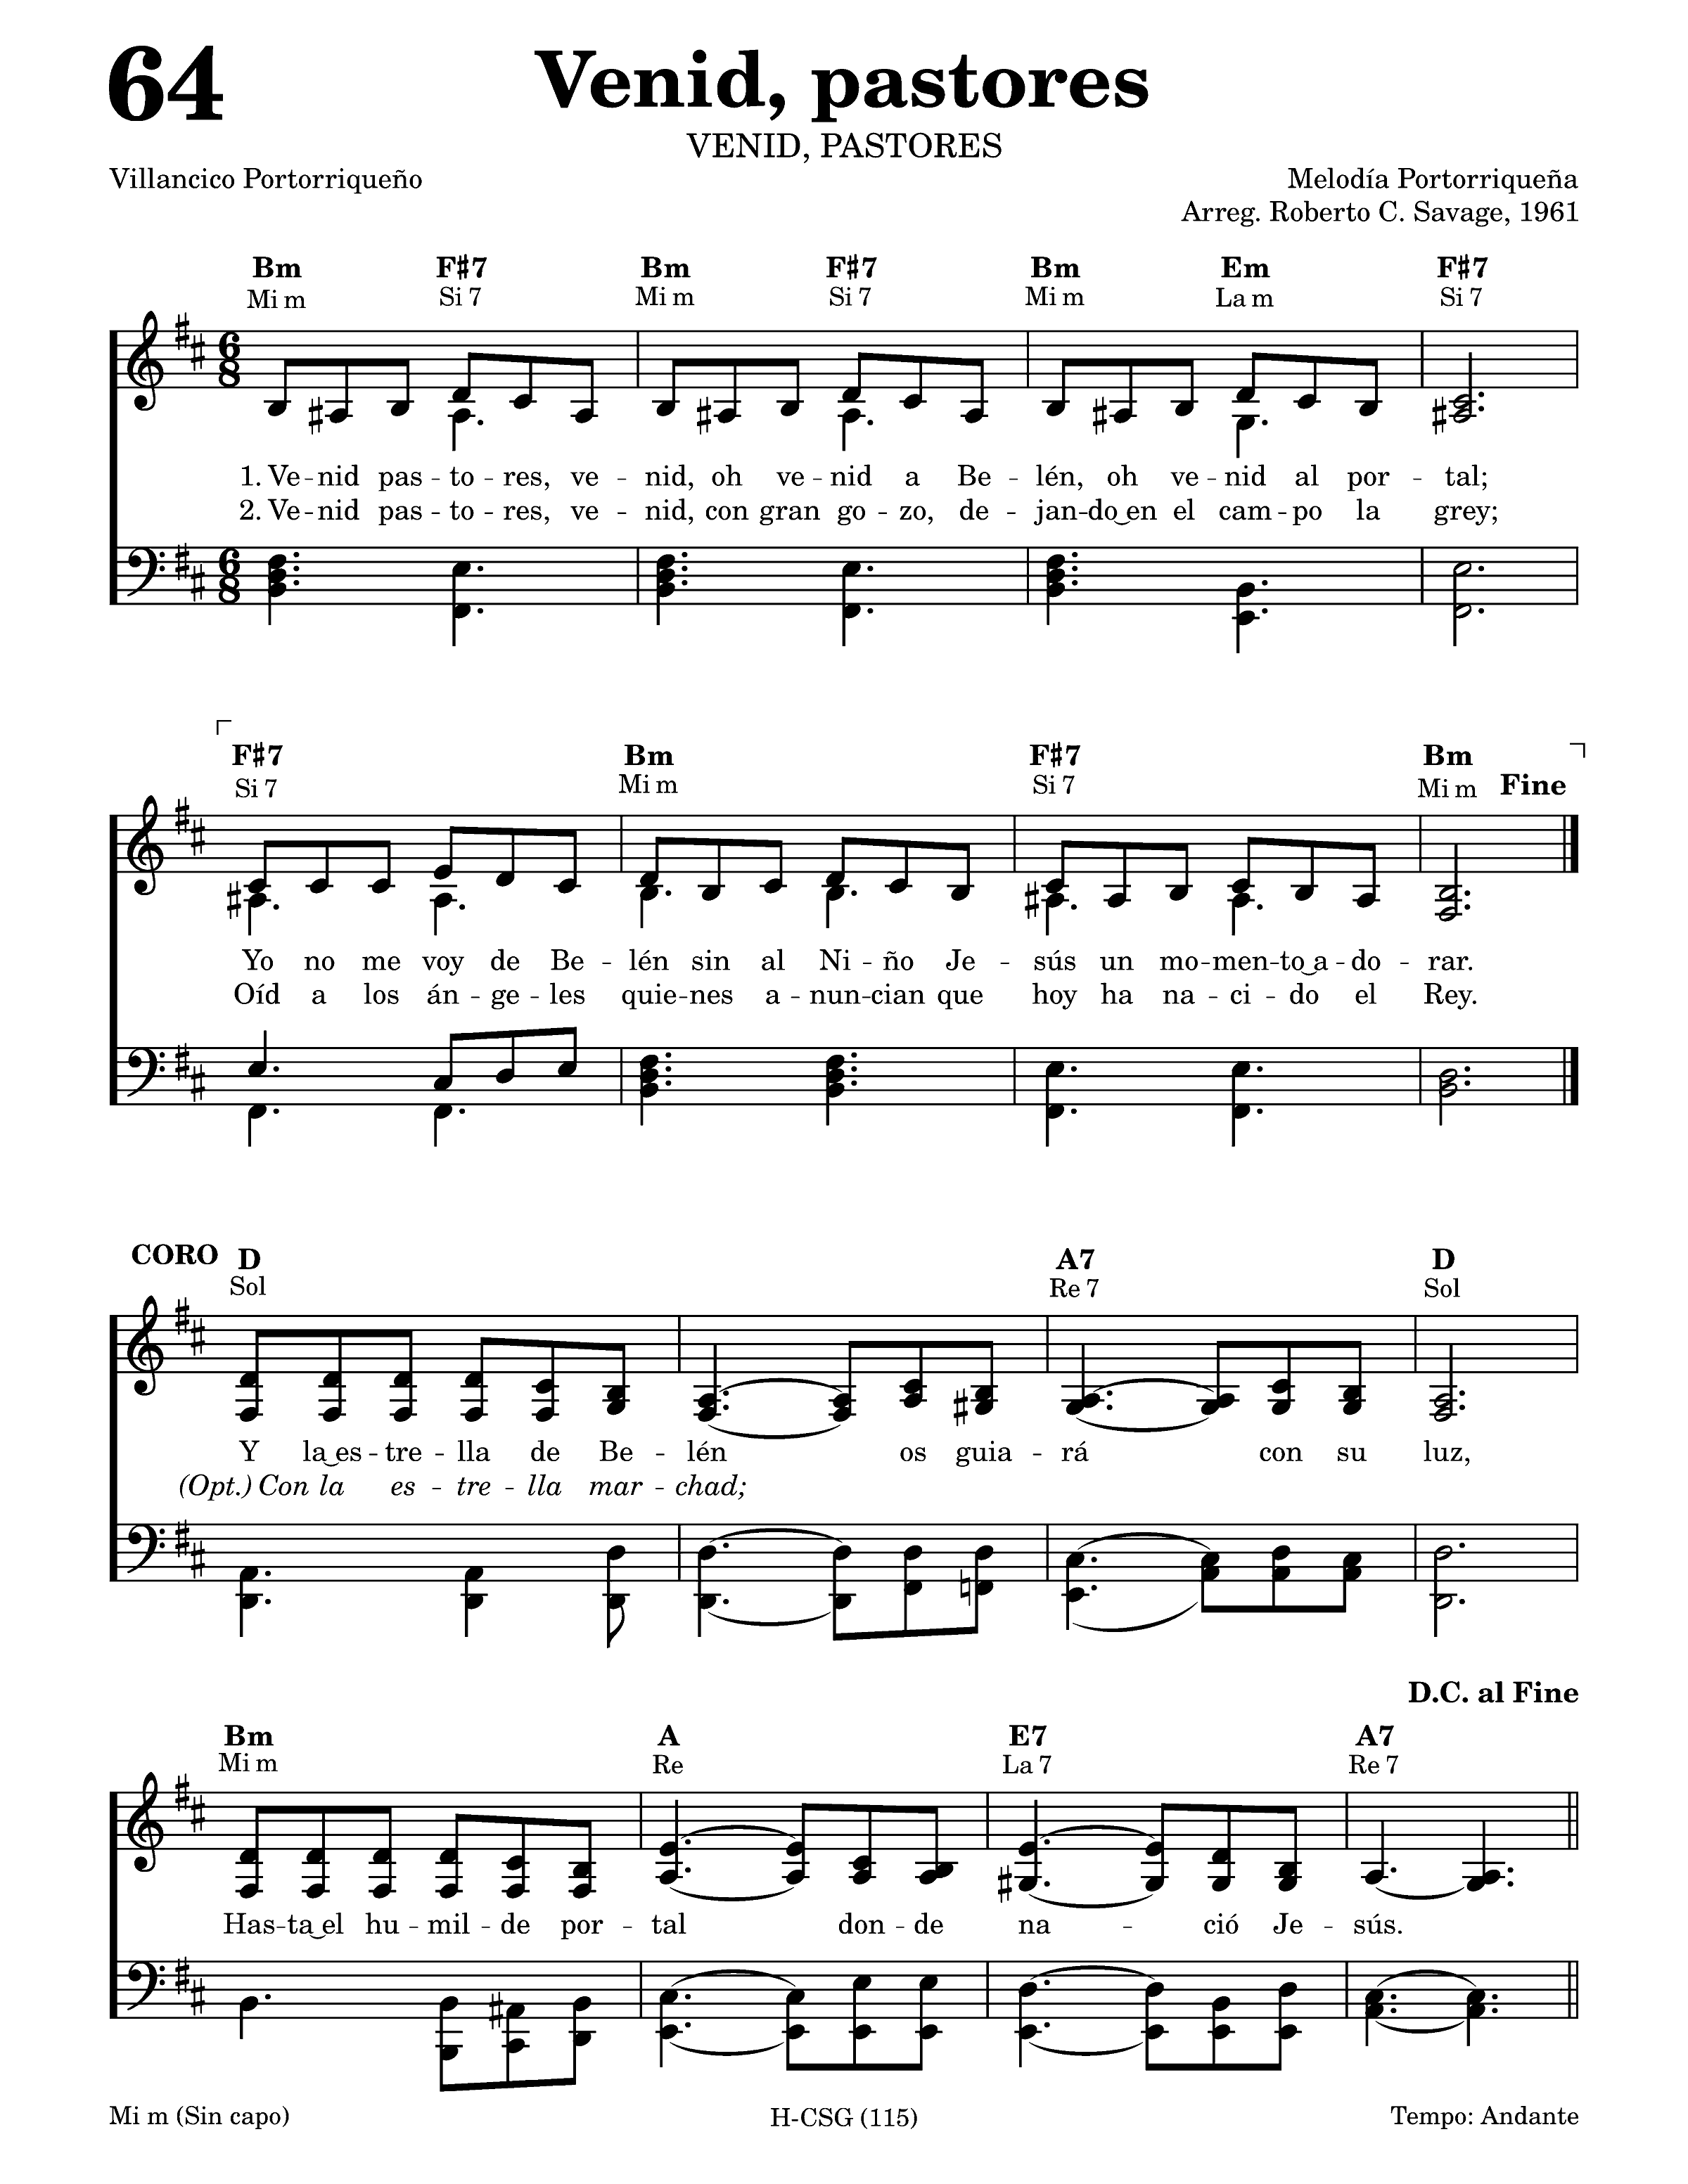 64
Venid, pastores
VENID, PASTORES
Villancico Portorriqueño
Melodía Portorriqueña
Arreg. Roberto C. Savage, 1961
Bm F♯7 Bm F♯7 Bm Em F♯7
Mi m Si 7 Mi m Si 7 Mi m La m Si 7
6 8
1. Ve – nid pas – to – res, ve – nid, oh ve – nid a Be – lén, oh ve – nid al por – tal;
2. Ve – nid pas – to – res, ve – nid, con gran go – zo, de – jan – do‿en el cam – po la grey;
6 8
F♯7 Bm F♯7 Bm
Si 7 Mi m Si 7 Mi m Fine
Yo no me voy de Be – lén sin al Ni – ño Je – sús un mo – men – to‿a – do – rar.
Oíd a los án – ge – les quie – nes a – nun – cian que hoy ha na – ci – do el Rey.
CORO D A7 D
Sol Re 7 Sol
Y la‿es – tre – lla de Be – lén os guia – rá con su luz,
(Opt.) Con la es – tre – lla mar – chad;
D.C. al Fine
Bm A E7 A7
Mi m Re La 7 Re 7
Has – ta‿el hu – mil – de por – tal don – de na – ció Je – sús.
Mi m (Sin capo)
H-CSG (115)
Tempo: Andante